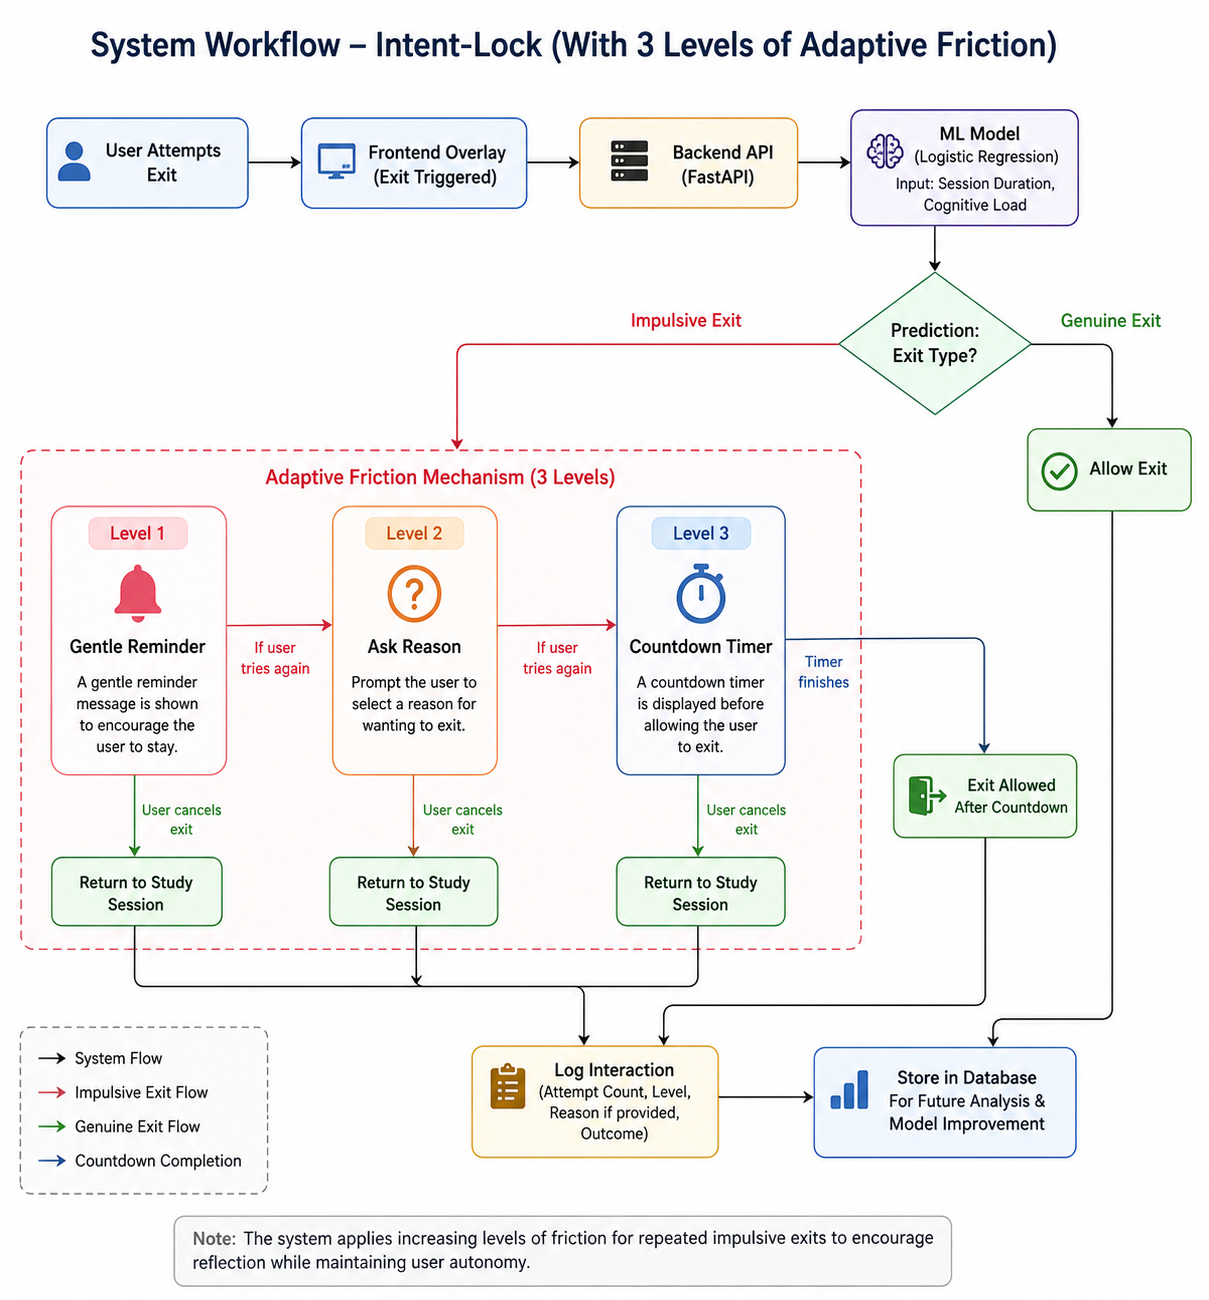 System Workflow – Intent-Lock (With 3 Levels of Adaptive Friction)
User Attempts
Exit
Frontend Overlay
(Exit Triggered)
Backend API
(FastAPI)
ML Model
(Logistic Regression)
Input: Session Duration,
Cognitive Load
Prediction:
Exit Type?
Impulsive Exit
Genuine Exit
Allow Exit
Adaptive Friction Mechanism (3 Levels)
Level 1
Gentle Reminder
A gentle reminder
message is shown
to encourage the
user to stay.
If user
tries again
Level 2
Ask Reason
Prompt the user to
select a reason for
wanting to exit.
If user
tries again
Level 3
Countdown Timer
A countdown timer
is displayed before
allowing the user
to exit.
Timer
finishes
Exit Allowed
After Countdown
User cancels
exit
User cancels
exit
User cancels
exit
Return to Study
Session
Return to Study
Session
Return to Study
Session
System Flow
Impulsive Exit Flow
Genuine Exit Flow
Countdown Completion
Log Interaction
(Attempt Count, Level,
Reason if provided,
Outcome)
Store in Database
For Future Analysis &
Model Improvement
Note: The system applies increasing levels of friction for repeated impulsive exits to encourage
reflection while maintaining user autonomy.